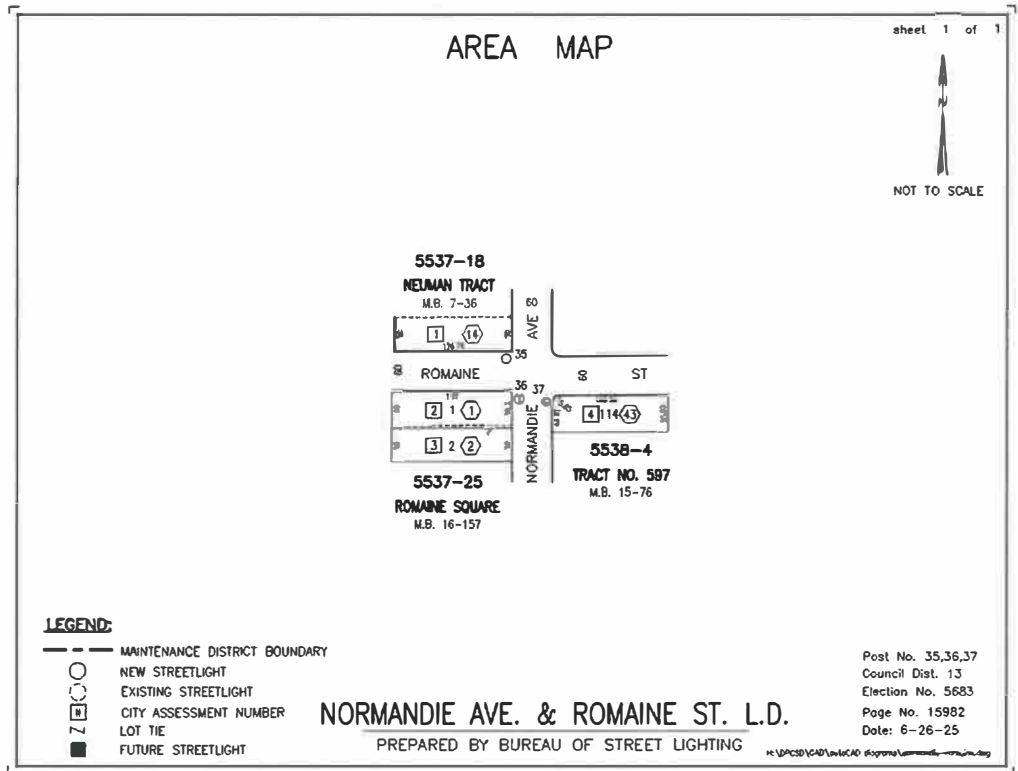 sheet 1 of 1
AREA MAP
N
NOT TO SCALE
5537-18
NEUMAN TRACT
M.B. 7-36
1 14
60
AVE
35
ROMAINE
60
ST
36 37
2 1 1
3 2 2
NORMANDIE
4 114 43
5538-4
TRACT NO. 597
M.B. 15-76
5537-25
ROMAINE SQUARE
M.B. 16-157
LEGEND:
MAINTENANCE DISTRICT BOUNDARY
NEW STREETLIGHT
EXISTING STREETLIGHT
# CITY ASSESSMENT NUMBER
Z LOT TIE
FUTURE STREETLIGHT
NORMANDIE AVE. & ROMAINE ST. L.D.
PREPARED BY BUREAU OF STREET LIGHTING
Post No. 35,36,37
Council Dist. 13
Election No. 5683
Page No. 15982
Date: 6-26-25